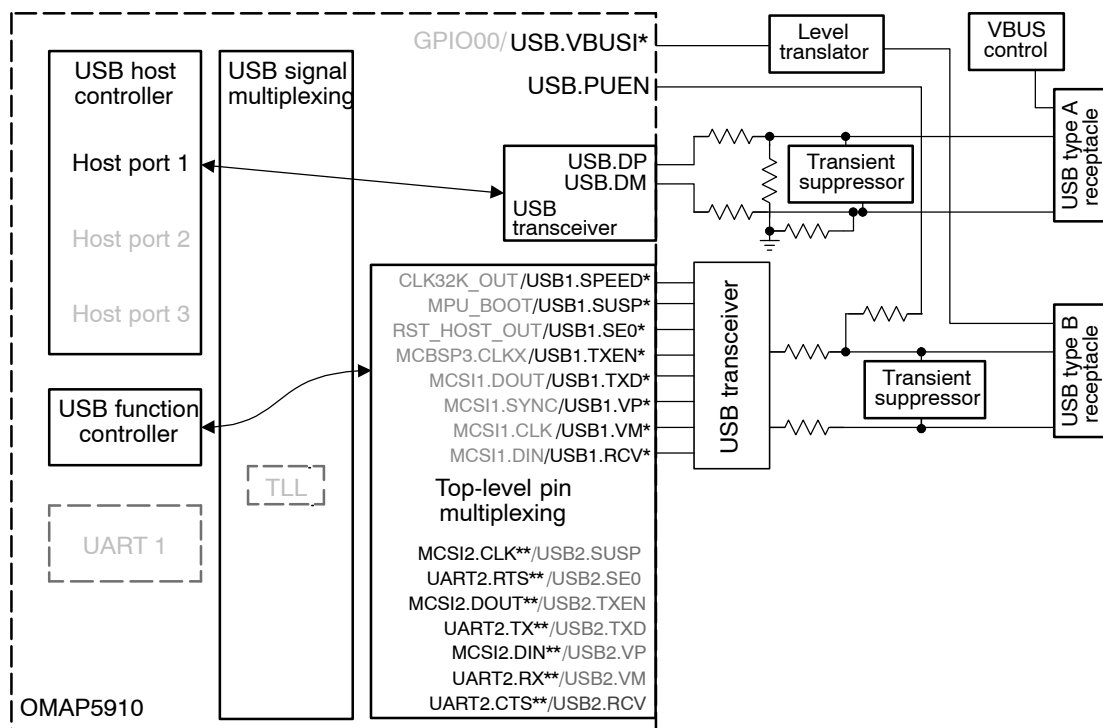 GPIO00/USB.VBUSI*
Level
translator
VBUS
control
USB host
controller
USB signal
multiplexing
USB.PUEN
Host port 1
Host port 2
Host port 3
USB.DP
USB.DM
USB
transceiver
Transient
suppressor
USB type A
receptacle
CLK32K_OUT/USB1.SPEED*
MPU_BOOT/USB1.SUSP*
RST_HOST_OUT/USB1.SE0*
MCBSP3.CLKX/USB1.TXEN*
MCSI1.DOUT/USB1.TXD*
MCSI1.SYNC/USB1.VP*
MCSI1.CLK/USB1.VM*
MCSI1.DIN/USB1.RCV*
USB transceiver
Transient
suppressor
USB type B
receptacle
USB function
controller
TLL
UART 1
Top-level pin
multiplexing
MCSI2.CLK**/USB2.SUSP
UART2.RTS**/USB2.SE0
MCSI2.DOUT**/USB2.TXEN
UART2.TX**/USB2.TXD
MCSI2.DIN**/USB2.VP
UART2.RX**/USB2.VM
UART2.CTS**/USB2.RCV
OMAP5910